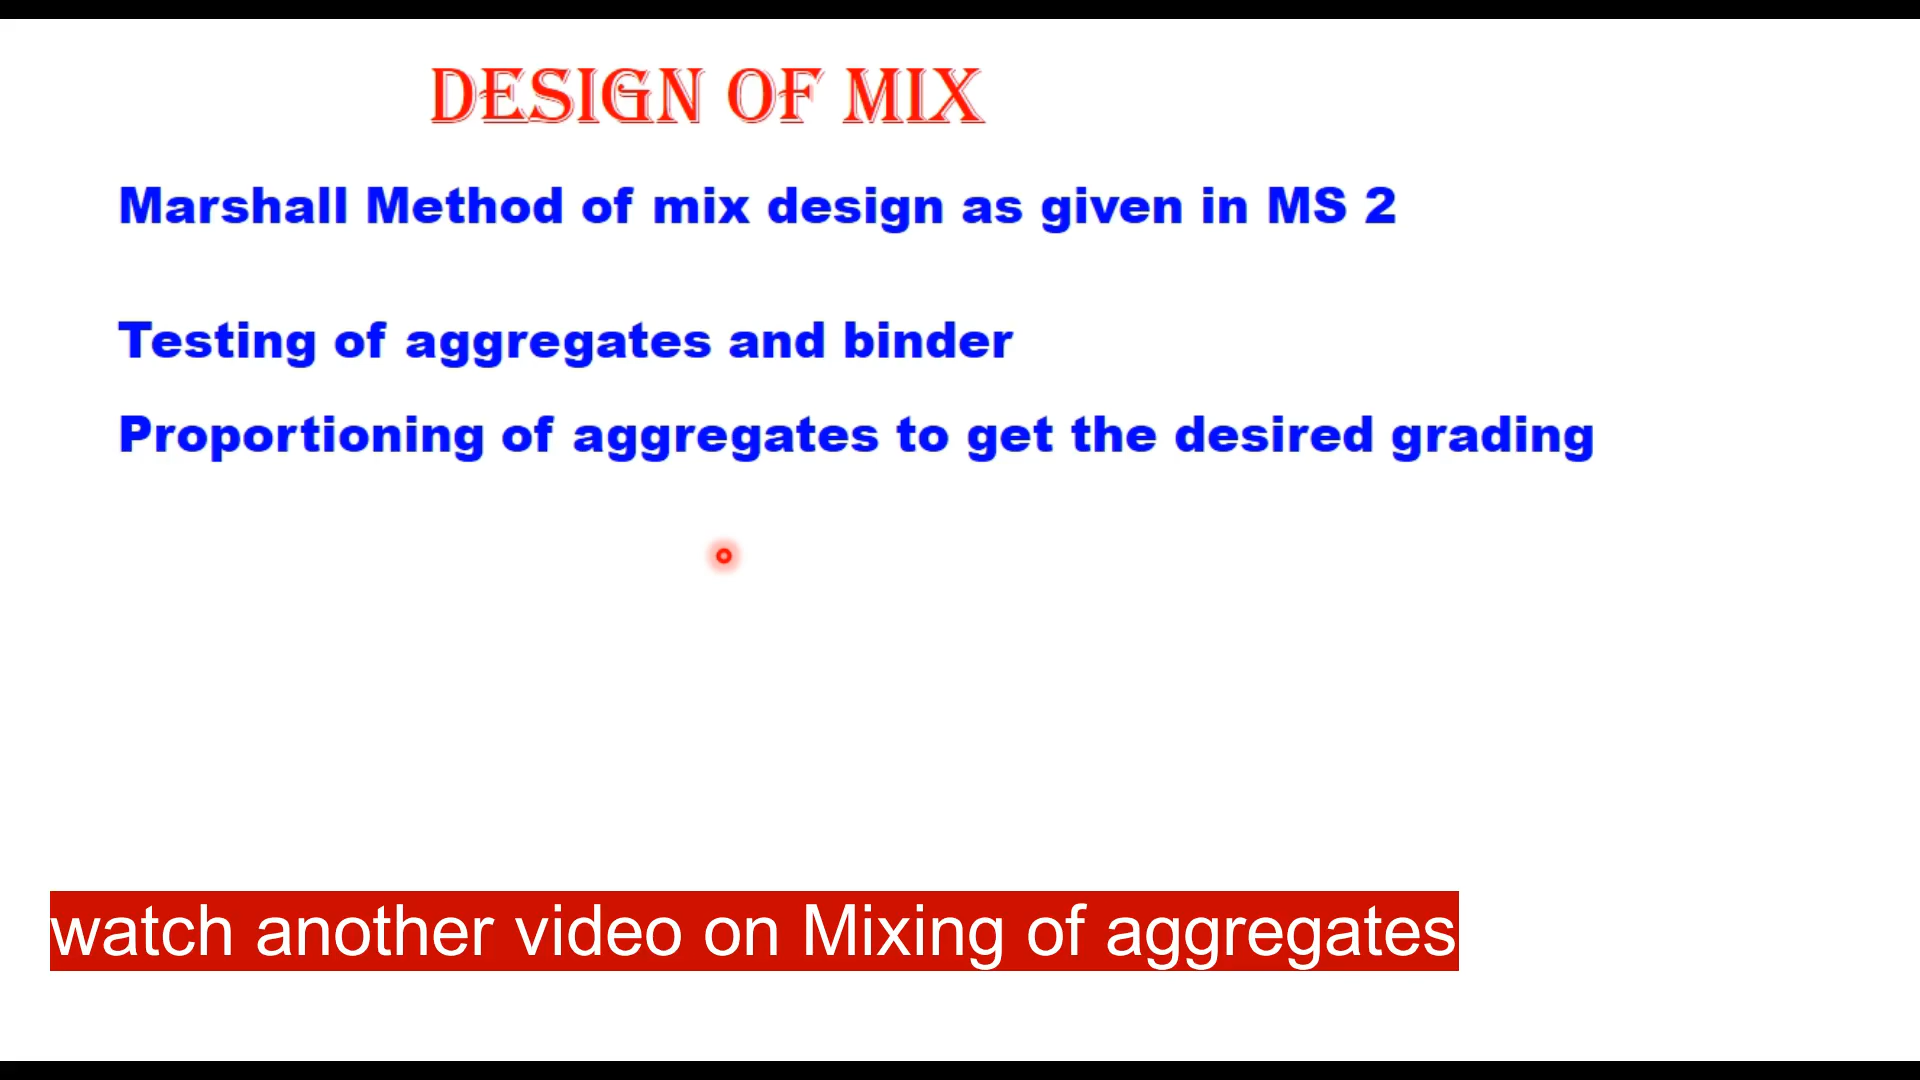 DESIGN OF MIX
Marshall Method of mix design as given in MS 2
Testing of aggregates and binder
Proportioning of aggregates to get the desired grading
watch another video on Mixing of aggregates